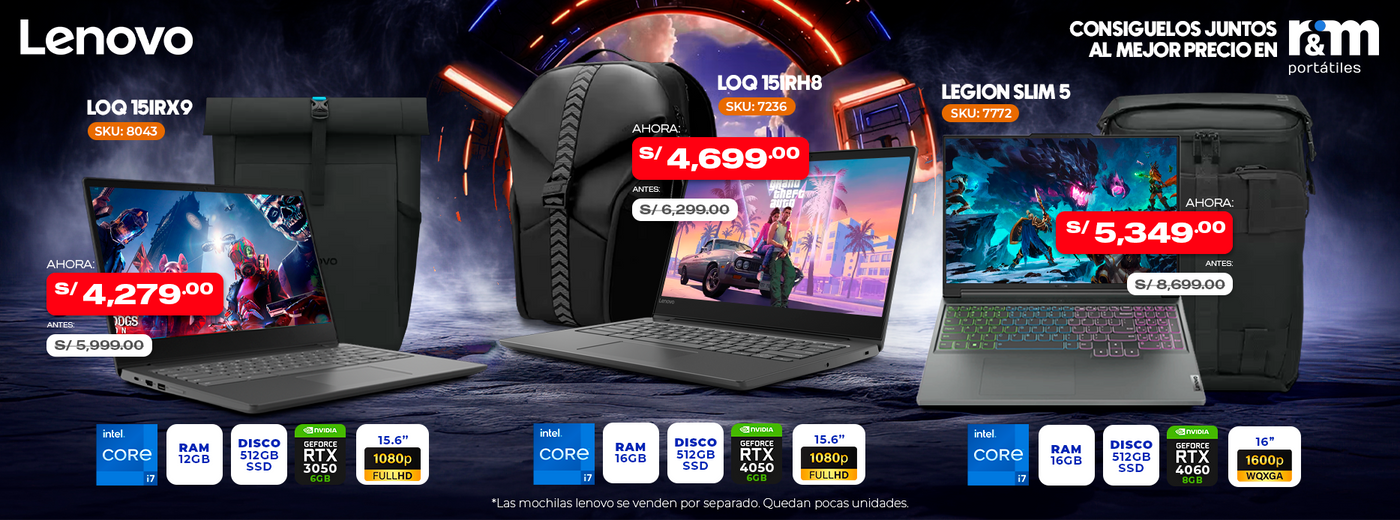 Lenovo
CONSIGUELOS JUNTOS
AL MEJOR PRECIO EN
r&m
portátiles
LOQ 15IRX9
SKU: 8043
AHORA:
S/ 4,279.00
ANTES:
S/ 5,999.00
intel.
CORE
i7
RAM
12GB
DISCO
512GB
SSD
NVIDIA
GEFORCE
RTX
3050
6GB
15.6”
1080p
FULLHD
LOQ 15IRH8
SKU: 7236
AHORA:
S/ 4,699.00
ANTES:
S/ 6,299.00
grand
theft
auto
Lenovo
intel.
CORE
i7
RAM
16GB
DISCO
512GB
SSD
NVIDIA
GEFORCE
RTX
4050
6GB
15.6”
1080p
FULLHD
LEGION SLIM 5
SKU: 7772
AHORA:
S/ 5,349.00
ANTES:
S/ 8,699.00
Lenovo
intel.
CORE
i7
RAM
16GB
DISCO
512GB
SSD
NVIDIA
GEFORCE
RTX
4060
8GB
16”
1600p
WQXGA
*Las mochilas lenovo se venden por separado. Quedan pocas unidades.